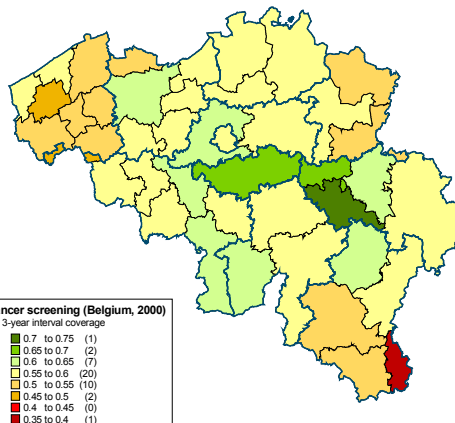 ncer screening (Belgium, 2000)
3-year interval coverage
0.7 to 0.75 (1)
0.65 to 0.7 (2)
0.6 to 0.65 (7)
0.55 to 0.6 (20)
0.5 to 0.55 (10)
0.45 to 0.5 (2)
0.4 to 0.45 (0)
0.35 to 0.4 (1)